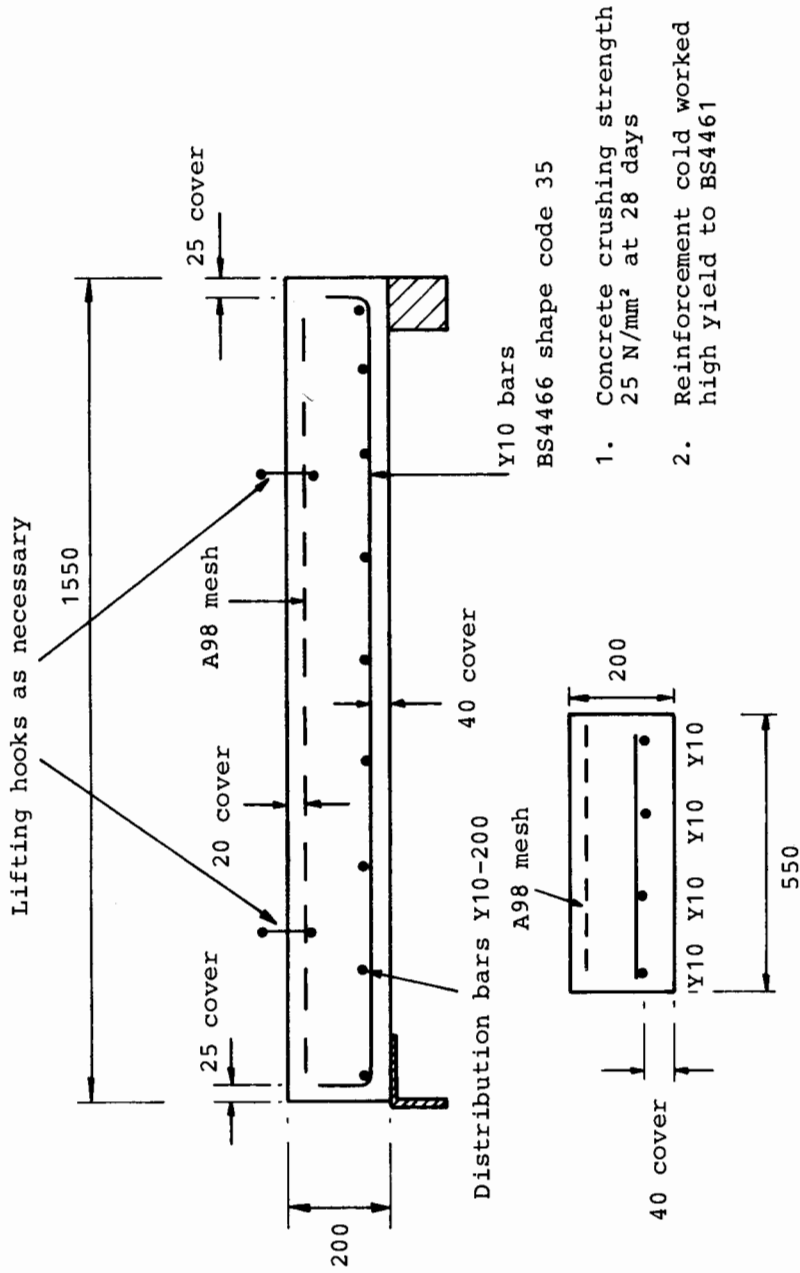 Lifting hooks as necessary
1550
25 cover
20 cover
A98 mesh
25 cover
200
Distribution bars Y10-200
40 cover
Y10 bars
BS4466 shape code 35
A98 mesh
200
Y10 Y10 Y10 Y10
40 cover
550
1. Concrete crushing strength
25 N/mm² at 28 days
2. Reinforcement cold worked
high yield to BS4461